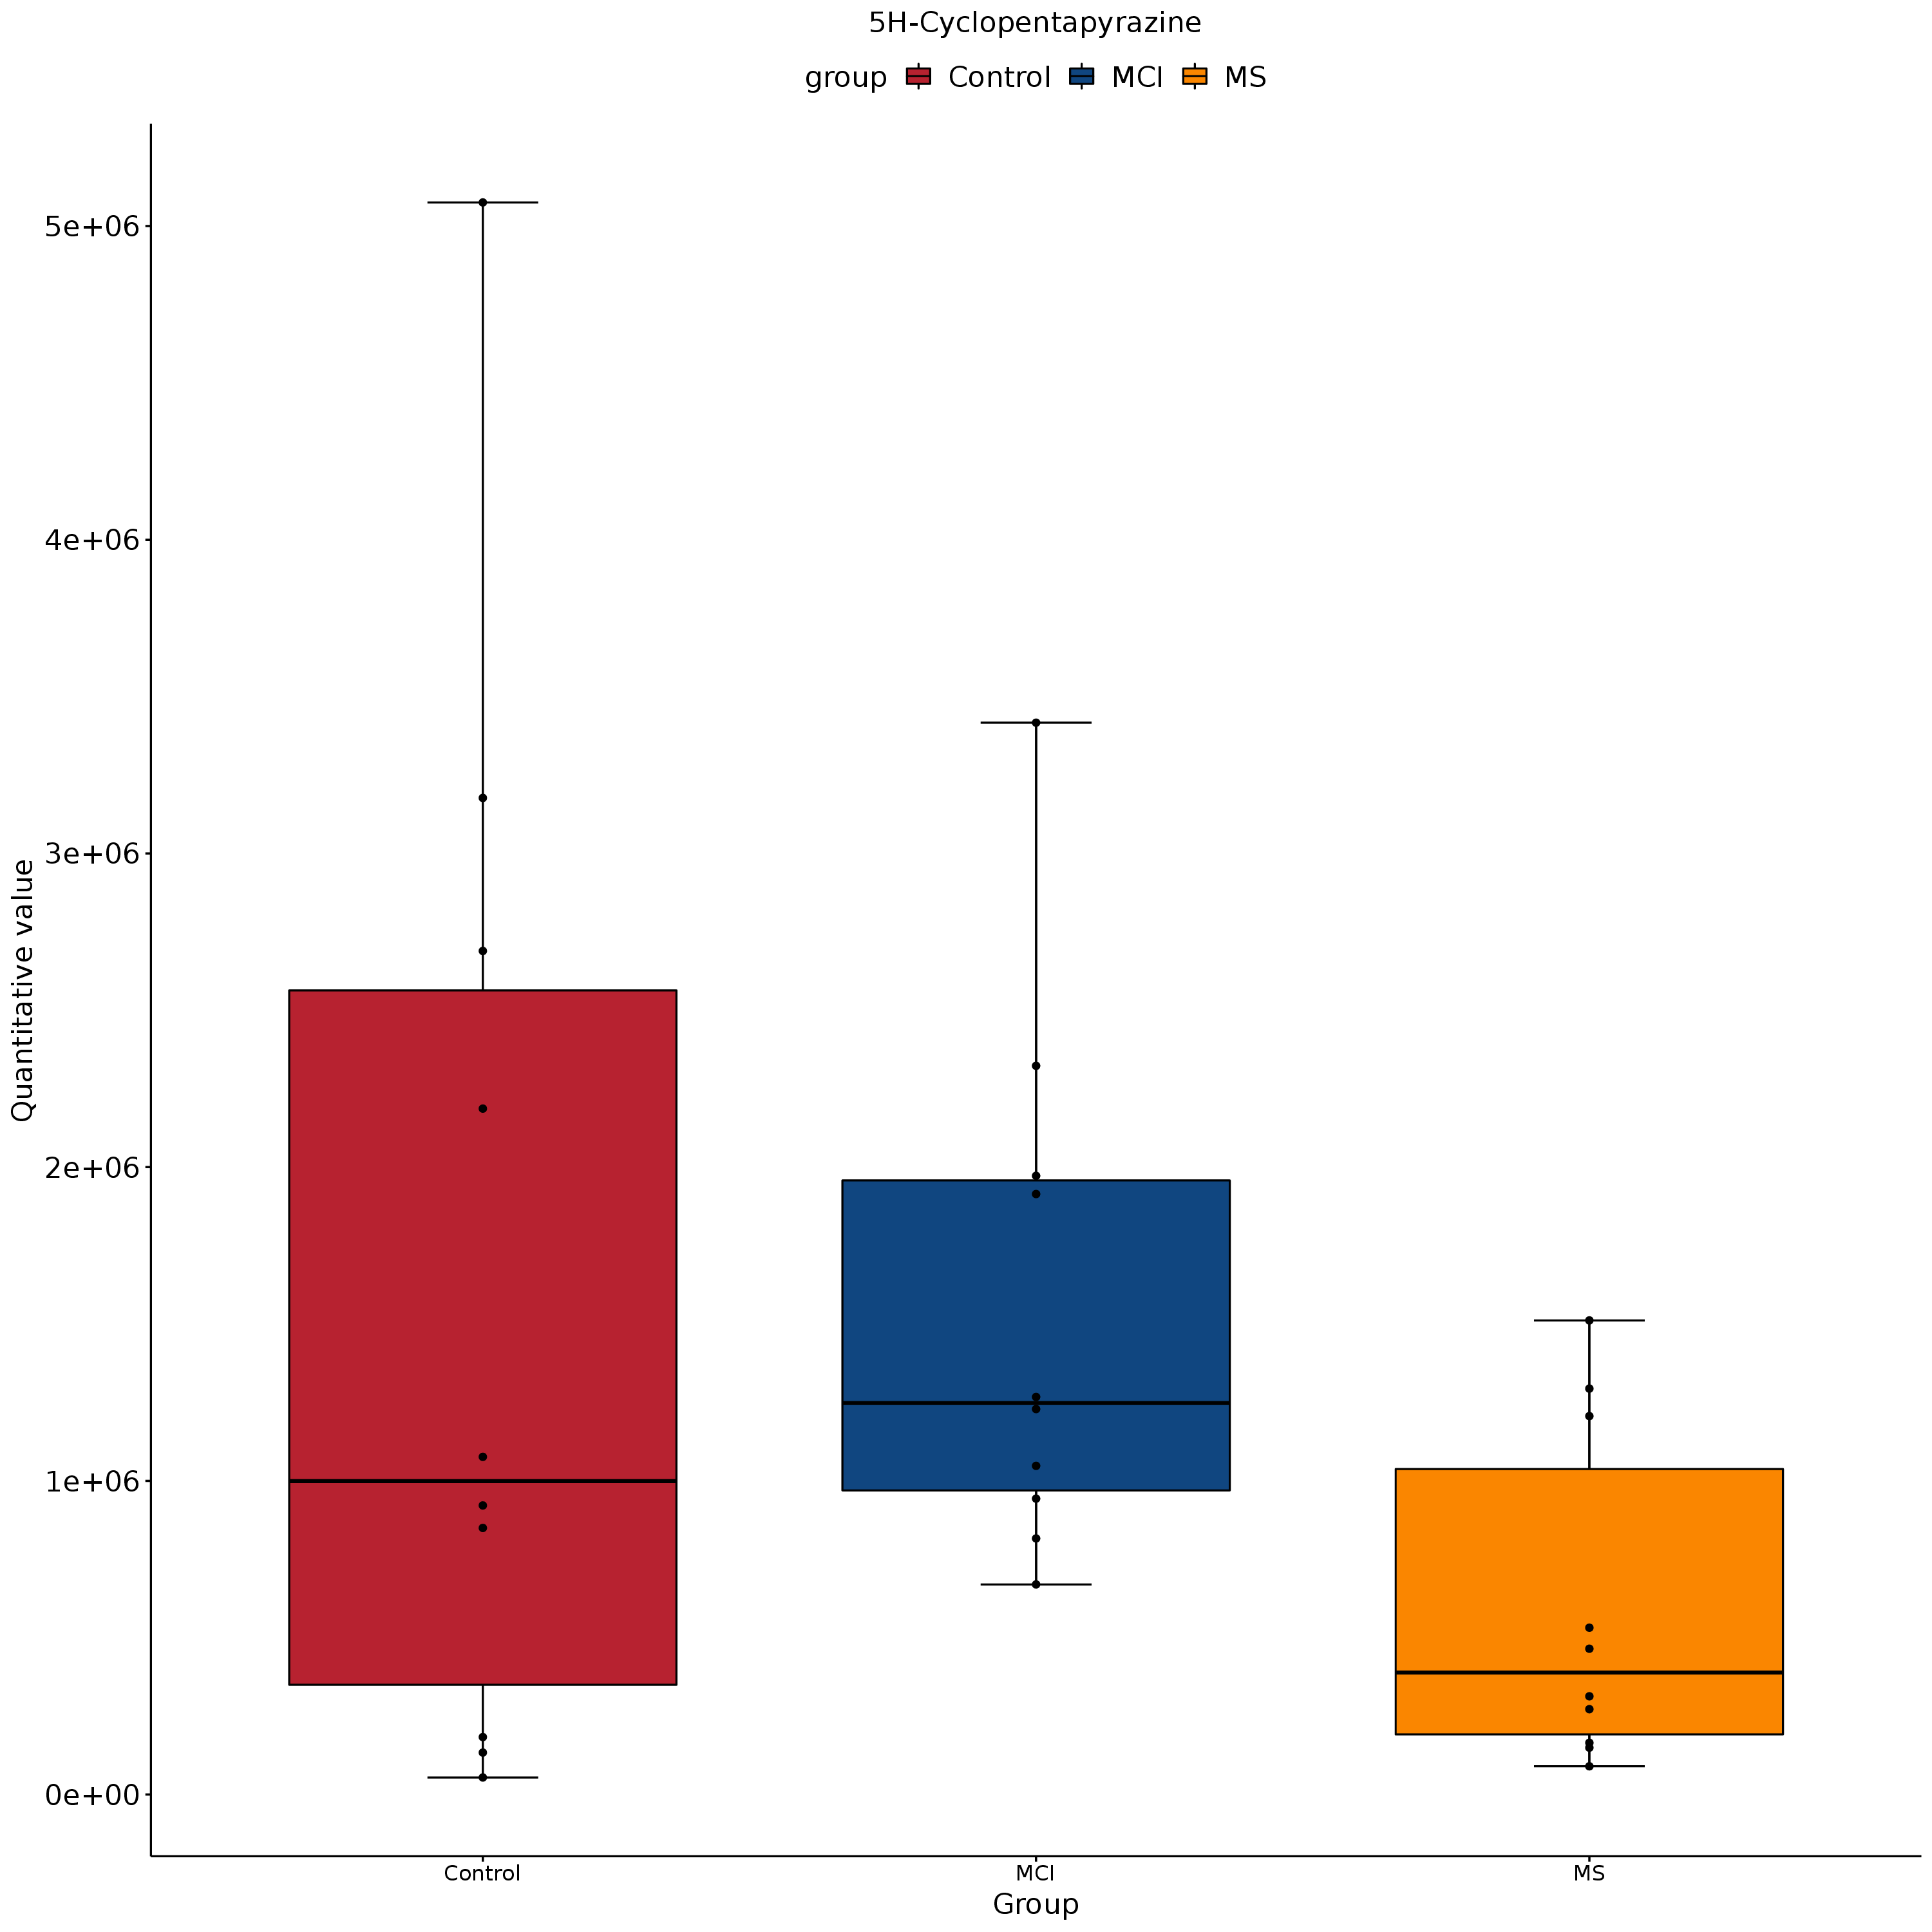 5H-Cyclopentapyrazine
group Control MCI MS
5e+06
4e+06
3e+06
2e+06
1e+06
0e+00
Quantitative value
Control MCI MS
Group